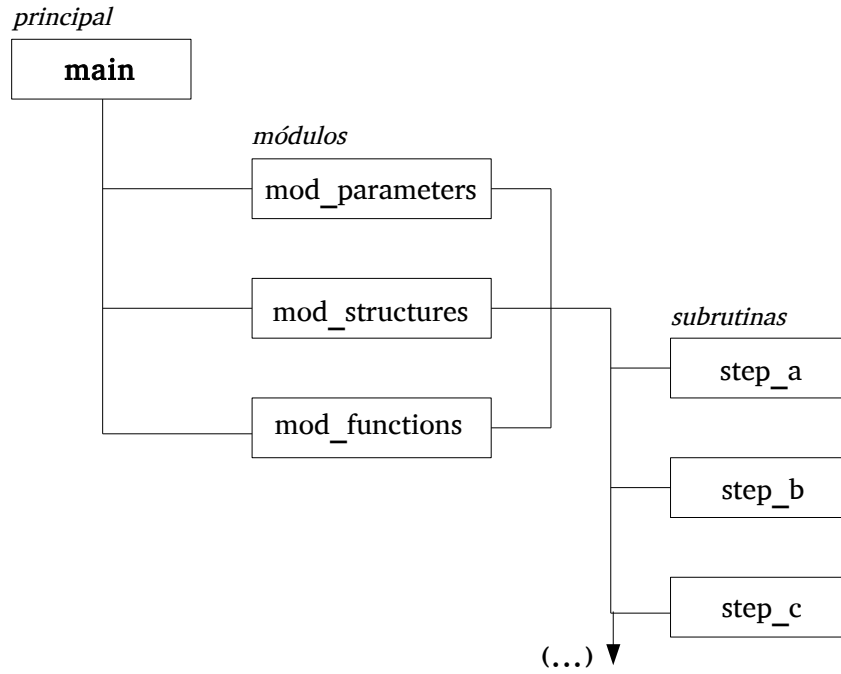 principal
main
módulos
mod_parameters
mod_structures
mod_functions
subrutinas
step_a
step_b
step_c
(...)